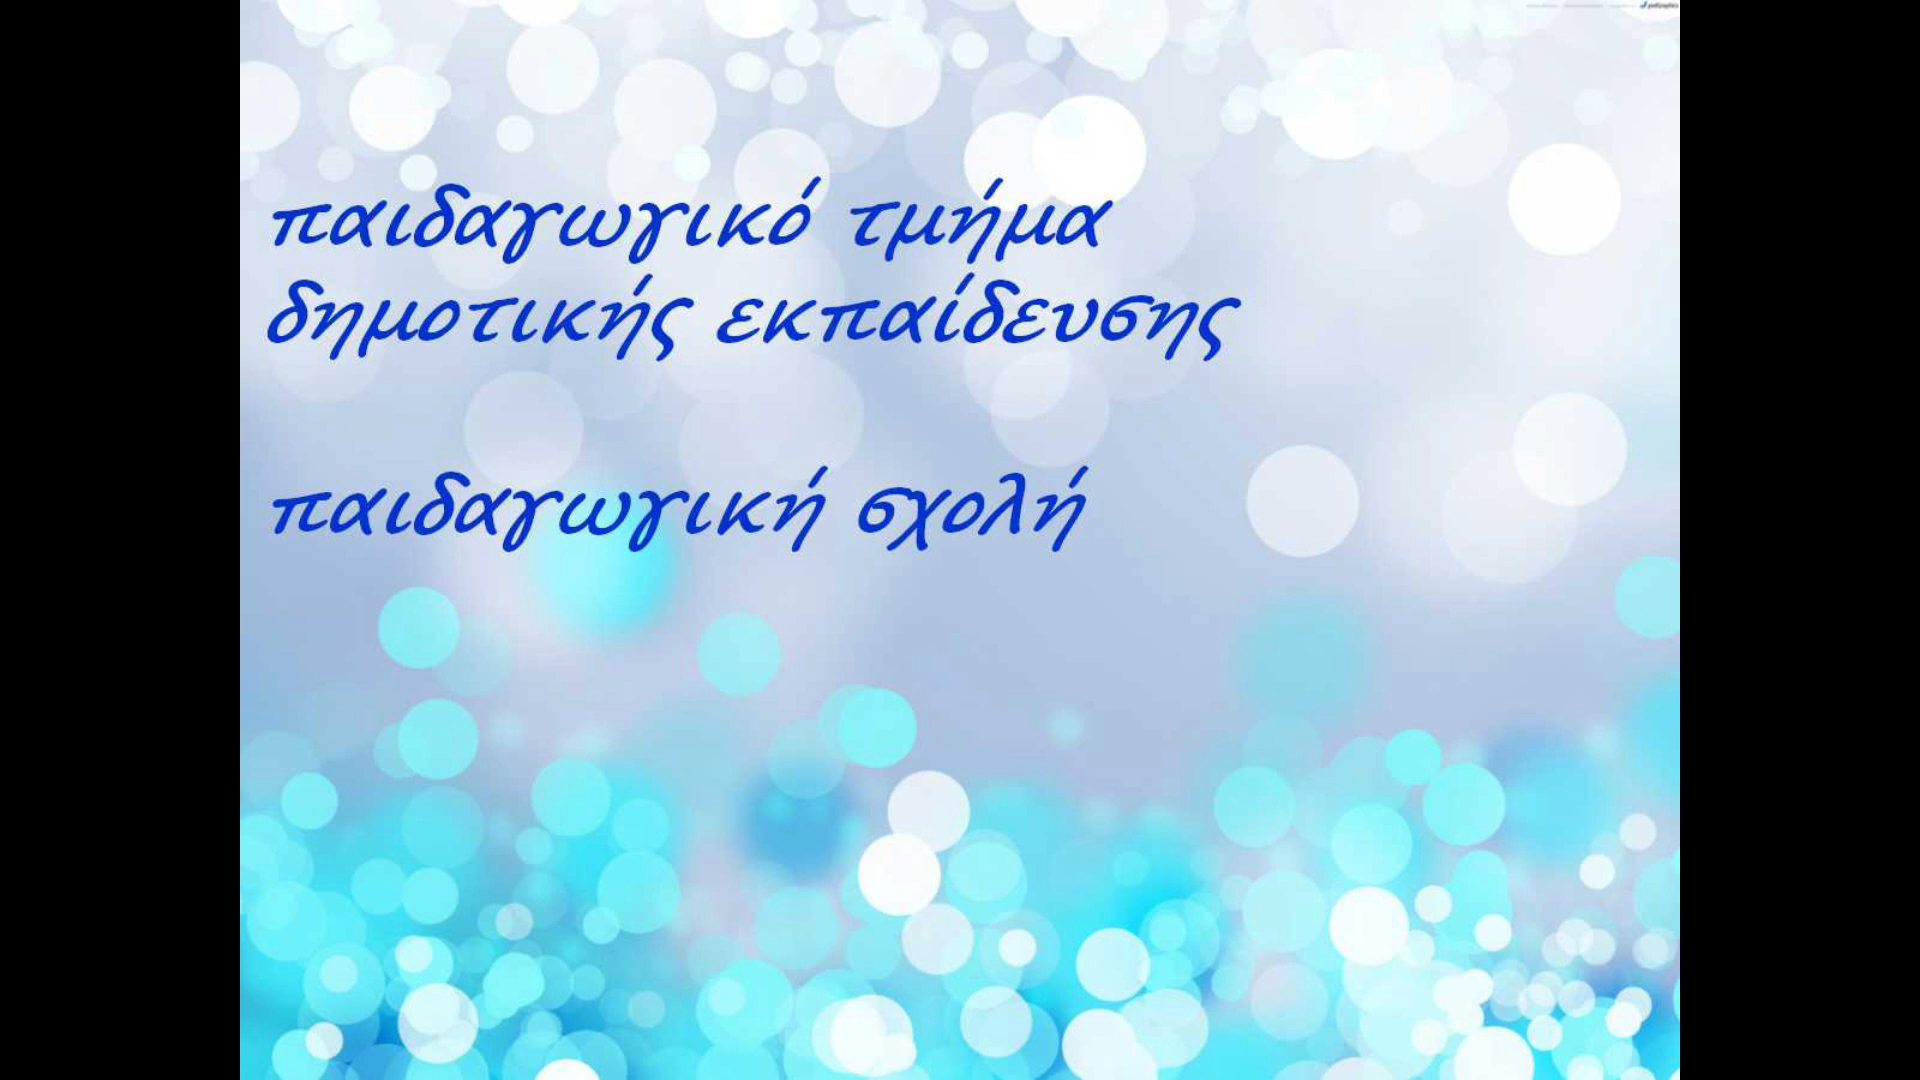 παιδαγωγικό τμήμα
δημοτικής εκπαίδευσης
παιδαγωγική σχολή